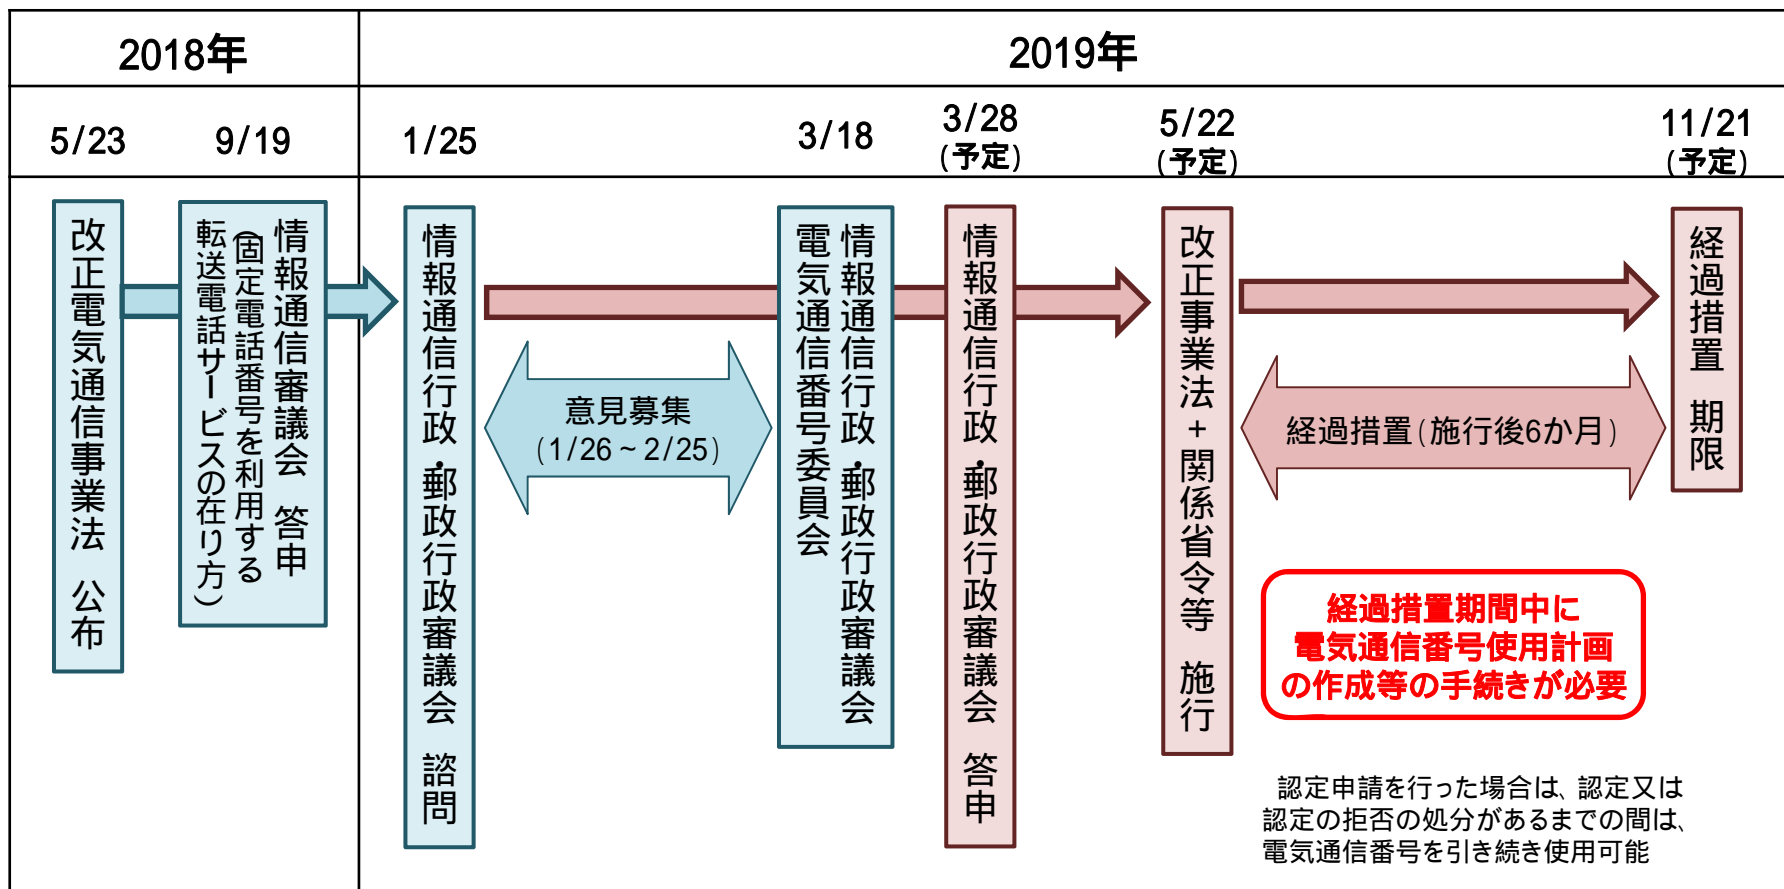 2018年
2019年
5/23
9/19
1/25
3/18
3/28
(予定)
5/22
(予定)
11/21
(予定)
改正電気通信事業法 公布
情報通信審議会 答申
(固定電話番号を利用する
転送電話サービスの在り方)
情報通信行政・郵政行政審議会 諮問
意見募集
(1/26~2/25)
情報通信行政・郵政行政審議会
電気通信番号委員会
情報通信行政・郵政行政審議会 答申
改正事業法+関係省令等 施行
経過措置(施行後6か月)
経過措置 期限
経過措置期間中に
電気通信番号使用計画
の作成等の手続きが必要
認定申請を行った場合は、認定又は
認定の拒否の処分があるまでの間は、
電気通信番号を引き続き使用可能